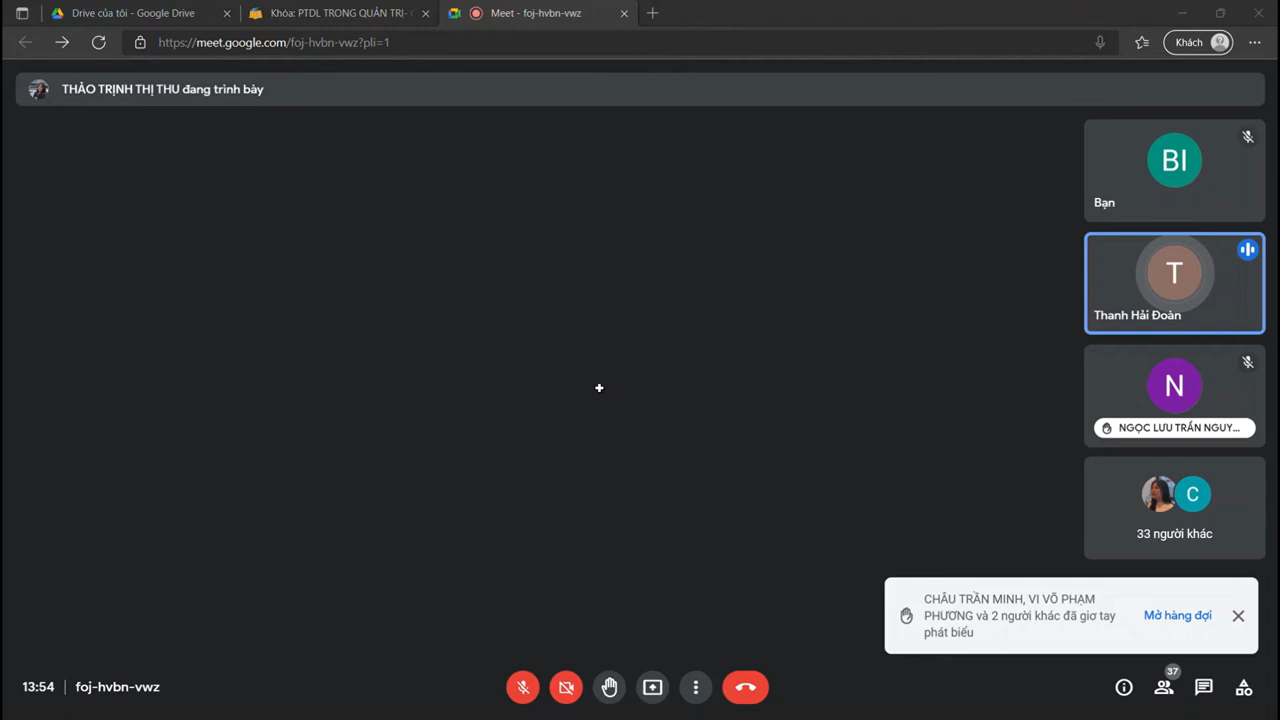 Drive của tôi - Google Drive
Khóa: PTDL TRONG QUẢN TRỊ-
Meet - foj-hvbn-vwz
https://meet.google.com/foj-hvbn-vwz?pli=1
Khách
THẢO TRỊNH THỊ THU đang trình bày
BI
Bạn
T
Thanh Hải Đoàn
N
NGỌC LƯU TRẦN NGUY...
C
33 người khác
CHÂU TRẦN MINH, VI VÕ PHẠM
PHƯƠNG và 2 người khác đã giơ tay
phát biểu
Mở hàng đợi
13:54
foj-hvbn-vwz
37